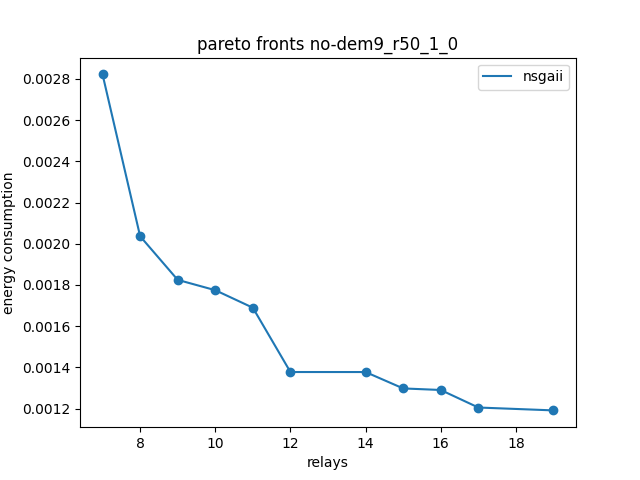 pareto fronts no-dem9_r50_1_0
nsgaii
0.0028
0.0026
0.0024
0.0022
0.0020
0.0018
0.0016
0.0014
0.0012
energy consumption
8 10 12 14 16 18
relays